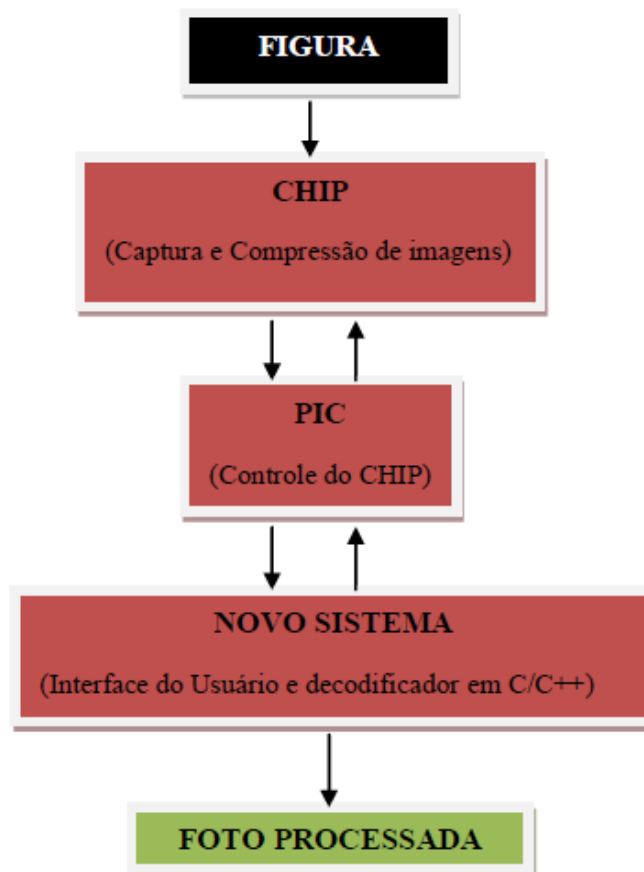 FIGURA
CHIP
(Captura e Compressão de imagens)
PIC
(Controle do CHIP)
NOVO SISTEMA
(Interface do Usuário e decodificador em C/C++)
FOTO PROCESSADA